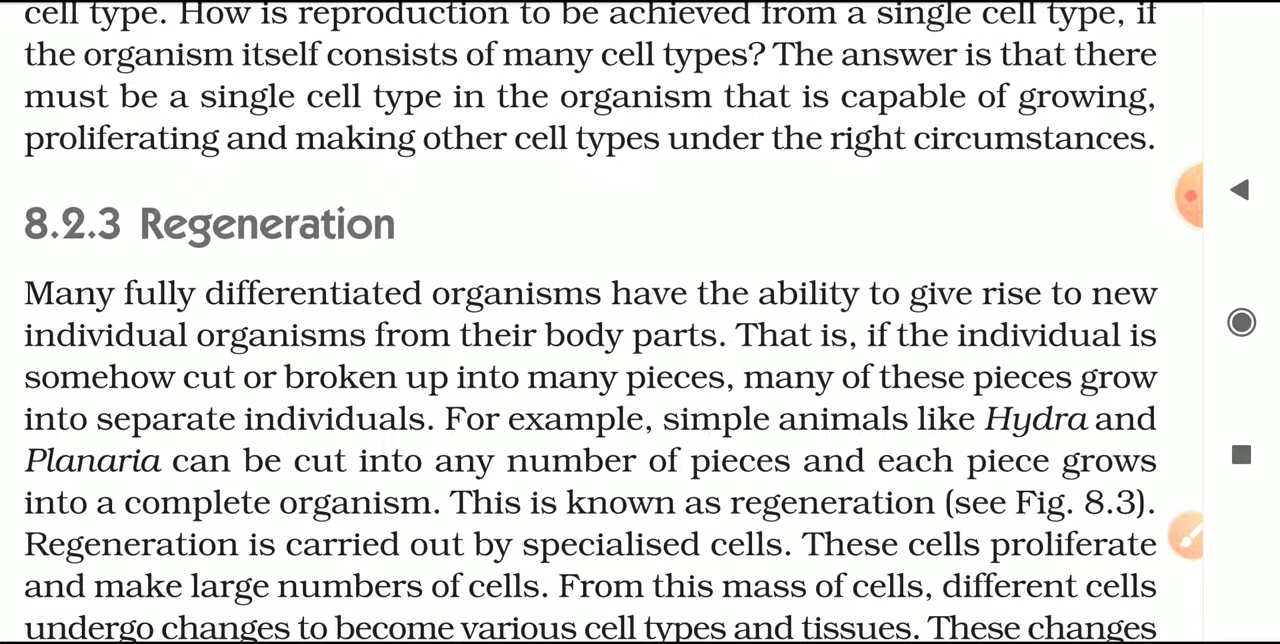 cell type. How is reproduction to be achieved from a single cell type, if
the organism itself consists of many cell types? The answer is that there
must be a single cell type in the organism that is capable of growing,
proliferating and making other cell types under the right circumstances.
8.2.3 Regeneration
Many fully differentiated organisms have the ability to give rise to new
individual organisms from their body parts. That is, if the individual is
somehow cut or broken up into many pieces, many of these pieces grow
into separate individuals. For example, simple animals like Hydra and
Planaria can be cut into any number of pieces and each piece grows
into a complete organism. This is known as regeneration (see Fig. 8.3).
Regeneration is carried out by specialised cells. These cells proliferate
and make large numbers of cells. From this mass of cells, different cells
undergo changes to become various cell types and tissues. These changes